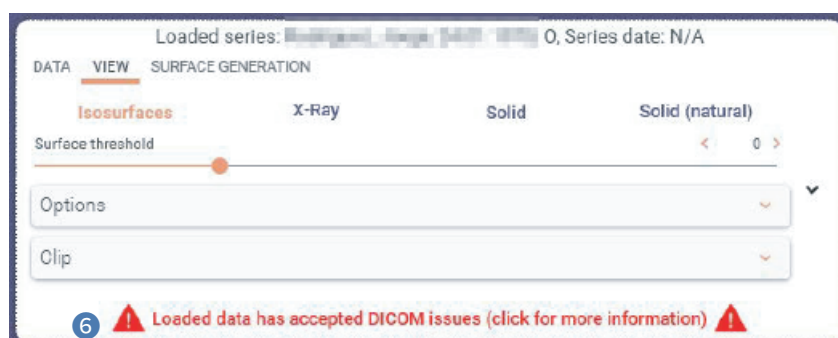 Loaded series: O, Series date: N/A
DATA VIEW SURFACE GENERATION
Isosurfaces X-Ray Solid Solid (natural)
Surface threshold < 0 >
Options
Clip
6 Loaded data has accepted DICOM issues (click for more information)